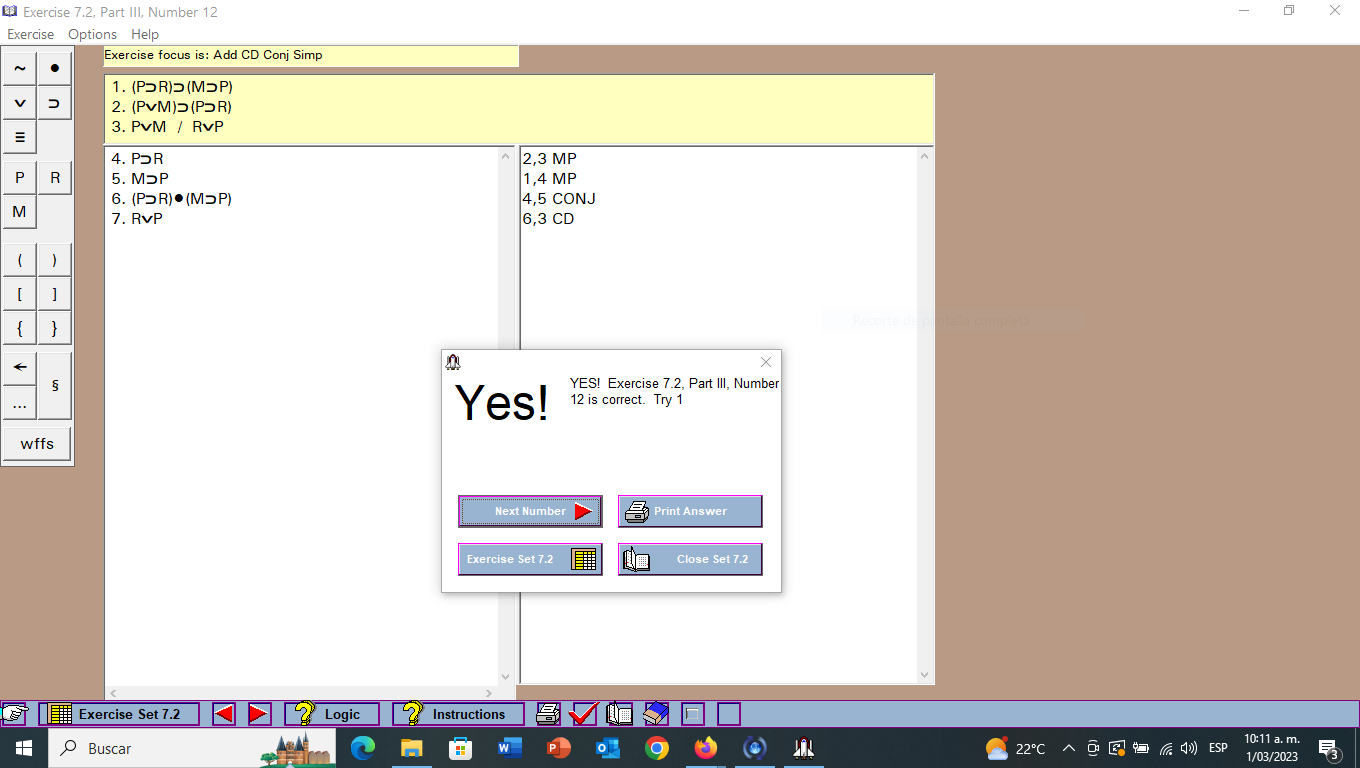 Exercise 7.2, Part III, Number 12
Exercise Options Help
Exercise focus is: Add CD Conj Simp
~ •
∨ ⊃
≡
P R
M
( )
[ ]
{ }
← §
...
wffs
1. (P⊃R)⊃(M⊃P)
2. (P∨M)⊃(P⊃R)
3. P∨M / R∨P
4. P⊃R 2,3 MP
5. M⊃P 1,4 MP
6. (P⊃R)•(M⊃P) 4,5 CONJ
7. R∨P 6,3 CD
Recorte de pantalla completa
Yes!
YES! Exercise 7.2, Part III, Number
12 is correct. Try 1
Next Number Print Answer
Exercise Set 7.2 Close Set 7.2
Exercise Set 7.2 ? Logic ? Instructions
Buscar 22°C ESP 10:11 a. m.
1/03/2023 3